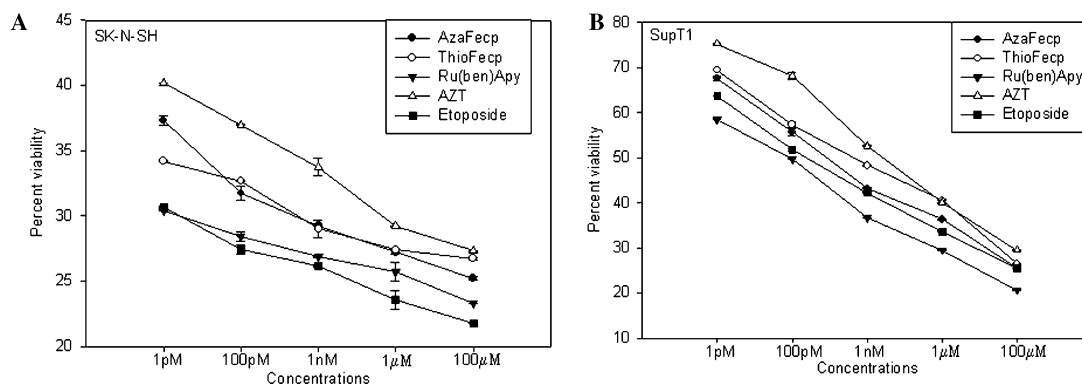 A
SK-N-SH
AzaFecp
ThioFecp
Ru(ben)Apy
AZT
Etoposide
Percent viability
45
40
35
30
25
20
1pM
100pM
1nM
1µM
100µM
Concentrations
B
SupT1
AzaFecp
ThioFecp
Ru(ben)Apy
AZT
Etoposide
Percent viability
80
70
60
50
40
30
20
10
1pM
100pM
1nM
1µM
100µM
Concentrations